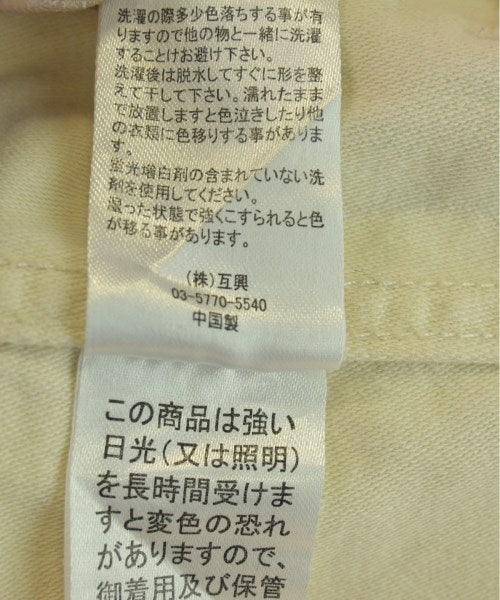 洗濯の際多少色落ちする事が有
りますので他の物と一緒に洗濯
することはお避け下さい。
洗濯後は脱水してすぐに形を整
えて干して下さい。濡れたまま
で放置しますと色泣きしたり他
の衣類に色移りする事がありま
す。
蛍光増白剤の含まれていない洗
剤を使用してください。
湿った状態で強くこすられると色
が移る事があります。
(株)互興
03-5770-5540
中国製
この商品は強い
日光(又は照明)
を長時間受けま
すと変色の恐れ
がありますので、
御着用及び保管